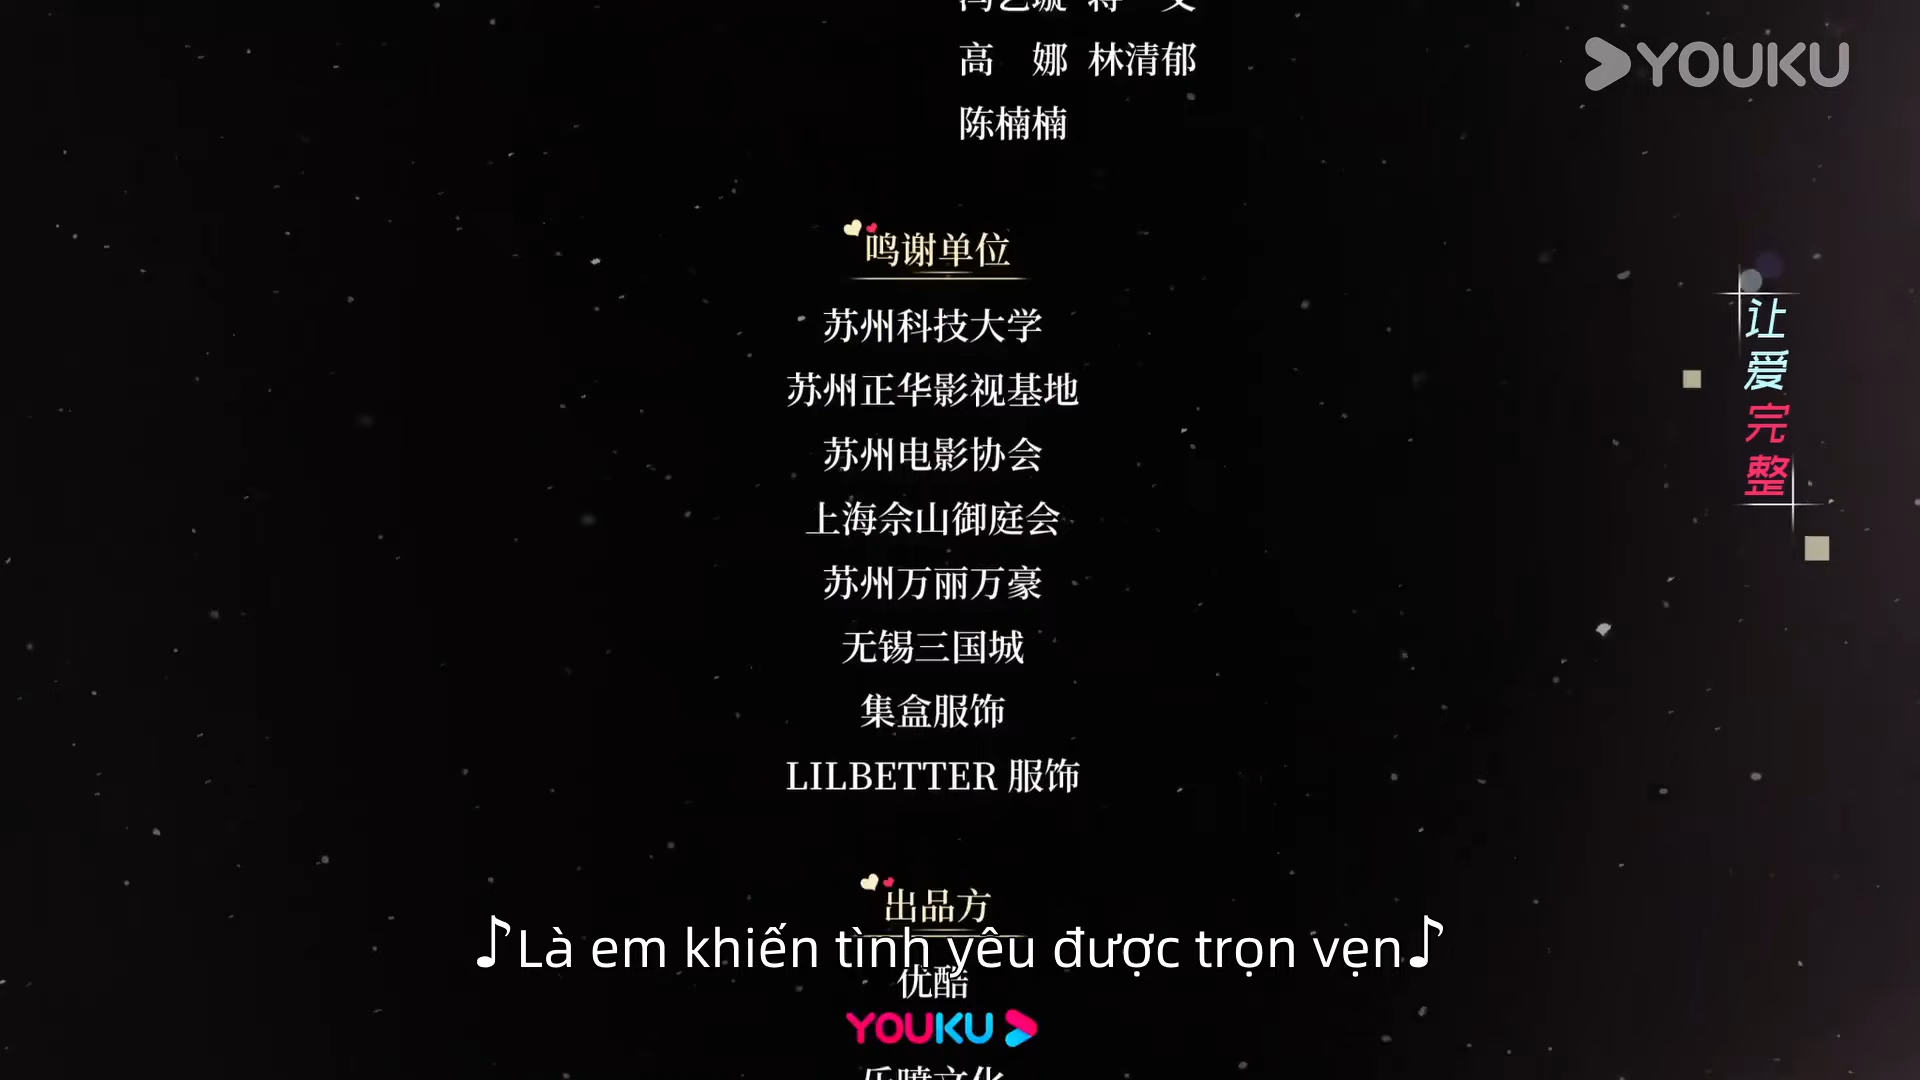 高 娜 林清郁
陈楠楠
YOUKU
鸣谢单位
苏州科技大学
苏州正华影视基地
苏州电影协会
上海佘山御庭会
苏州万丽万豪
无锡三国城
集盒服饰
LILBETTER 服饰
让爱完整
出品方
♪Là em khiến tình yêu được trọn vẹn♪
优酷
YOUKU